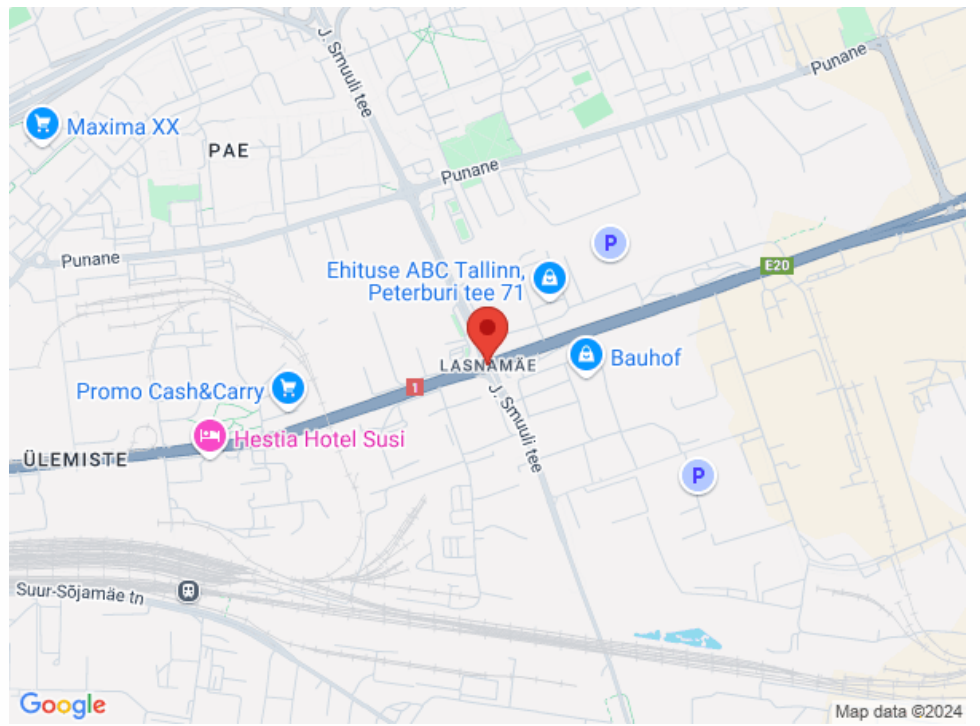 J. Smuuli tee
Punane
Maxima XX
PAE
Punane
P
Punane
Ehituse ABC Tallinn,
Peterburi tee 71
E20
LASNAMÄE
Bauhof
1
Promo Cash&Carry
J. Smuuli tee
Hestia Hotel Susi
ÜLEMISTE
P
Suur-Sõjamäe tn
Google
Map data ©2024